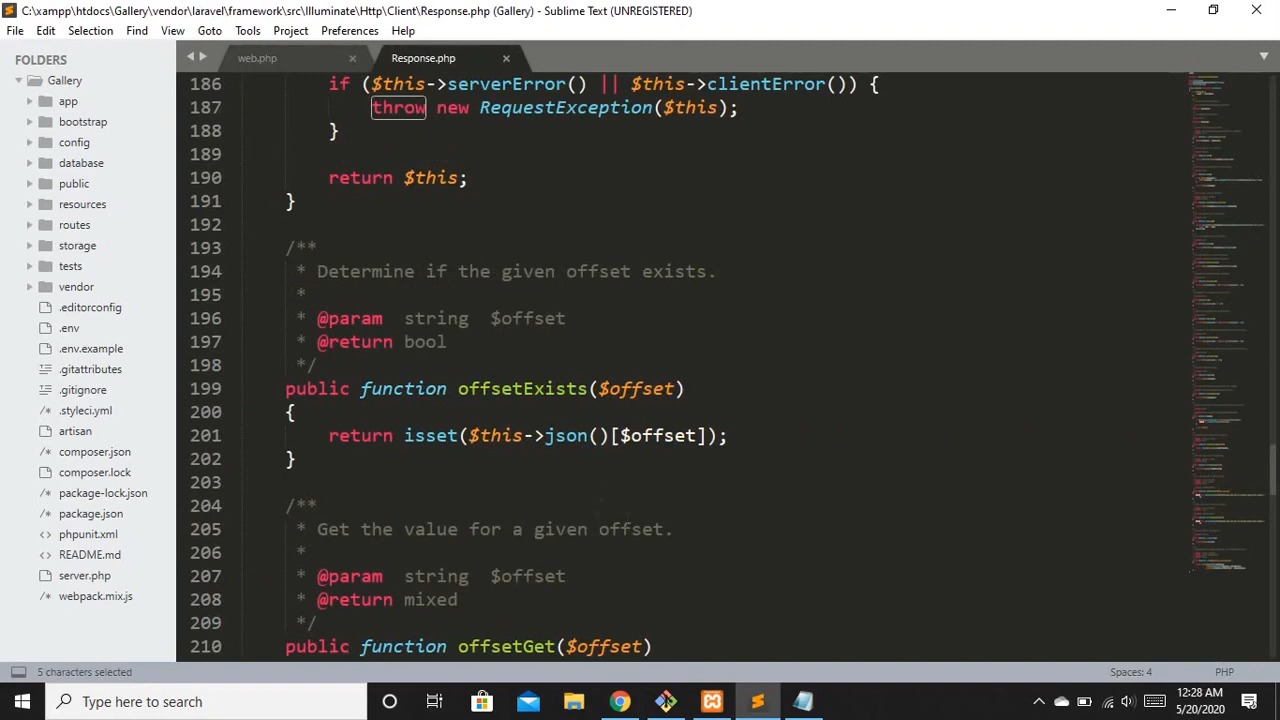 C:\xampp\htdocs\Gallery\vendor\laravel\framework\src\Illuminate\Http\Client\Response.php (Gallery) - Sublime Text (UNREGISTERED)
File Edit Selection Find View Goto Tools Project Preferences Help
FOLDERS
Gallery
app
bootstrap
config
database
public
resources
routes
storage
tests
vendor
.editorconfig
.env
.env.example
.gitattributes
.gitignore
.styleci.yml
artisan
composer.json
composer.lock
package-lock.json
package.json
phpunit.xml
README.md
server.php
webpack.mix.js
web.php Response.php
186 if ($this->serverError() || $this->clientError()) {
187 throw new RequestException($this);
188 }
189
190 return $this;
191 }
192
193 /**
194 * Determine if the given offset exists.
195 *
196 * @param string $offset
197 * @return bool
198 */
199 public function offsetExists($offset)
200 {
201 return isset($this->json()[$offset]);
202 }
203
204 /**
205 * Get the value for a given offset.
206 *
207 * @param string $offset
208 * @return mixed
209 */
210 public function offsetGet($offset)
5 characters selected Spaces: 4 PHP
Type here to search
12:28 AM
5/20/2020